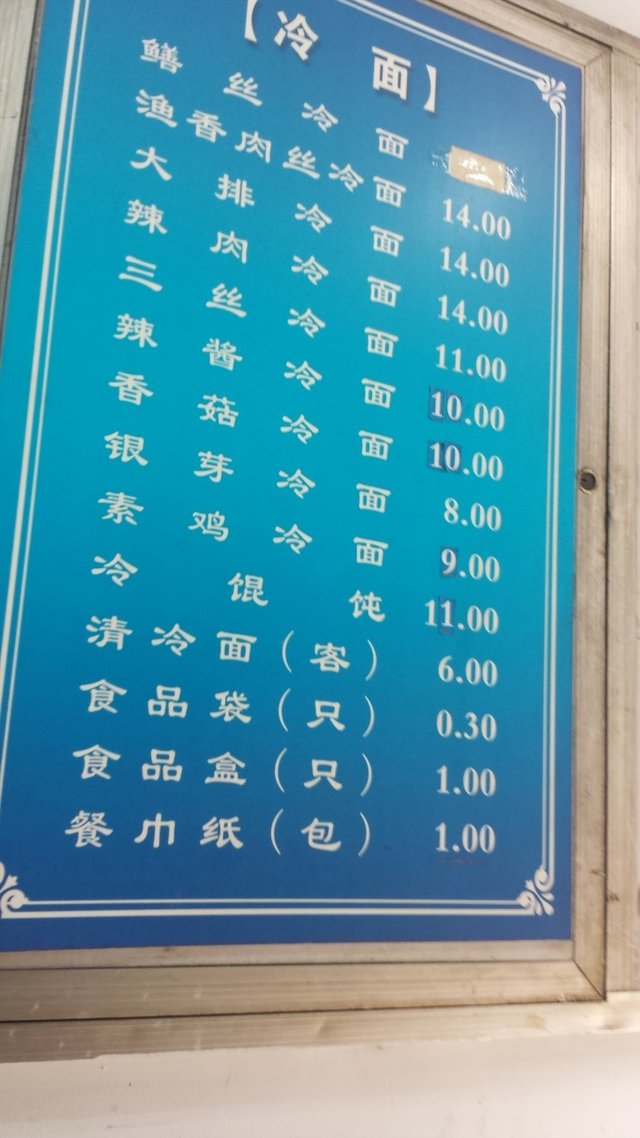 【冷 面】
鳝丝冷面
渔香肉丝冷面 14.00
大排冷面 14.00
辣肉冷面 14.00
三丝冷面 11.00
辣酱冷面 10.00
香菇冷面 10.00
银芽冷面 8.00
素鸡冷面 9.00
冷馄饨 11.00
清冷面(客) 6.00
食品袋(只) 0.30
食品盒(只) 1.00
餐巾纸(包) 1.00